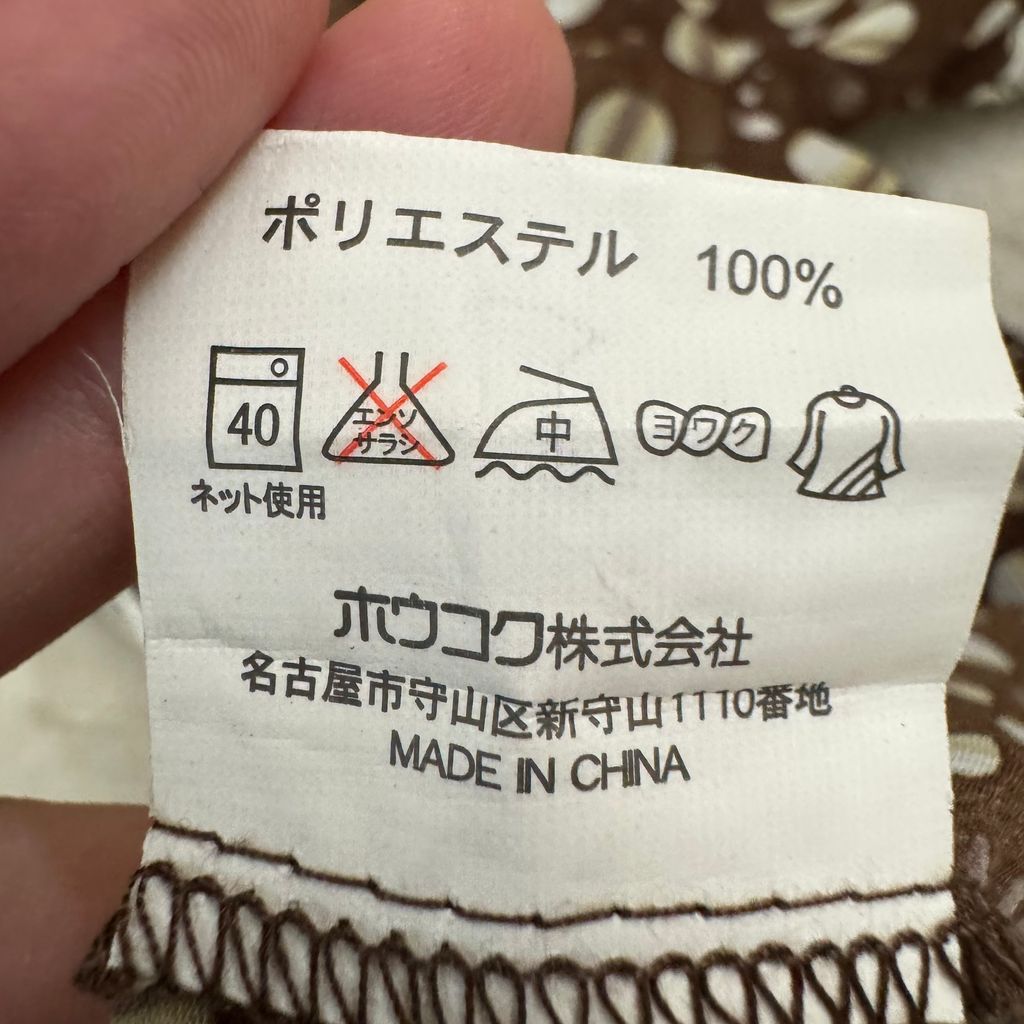 ポリエステル 100%
40 エンソサラシ 中 ヨワク
ネット使用
ホウコク株式会社
名古屋市守山区新守山1110番地
MADE IN CHINA